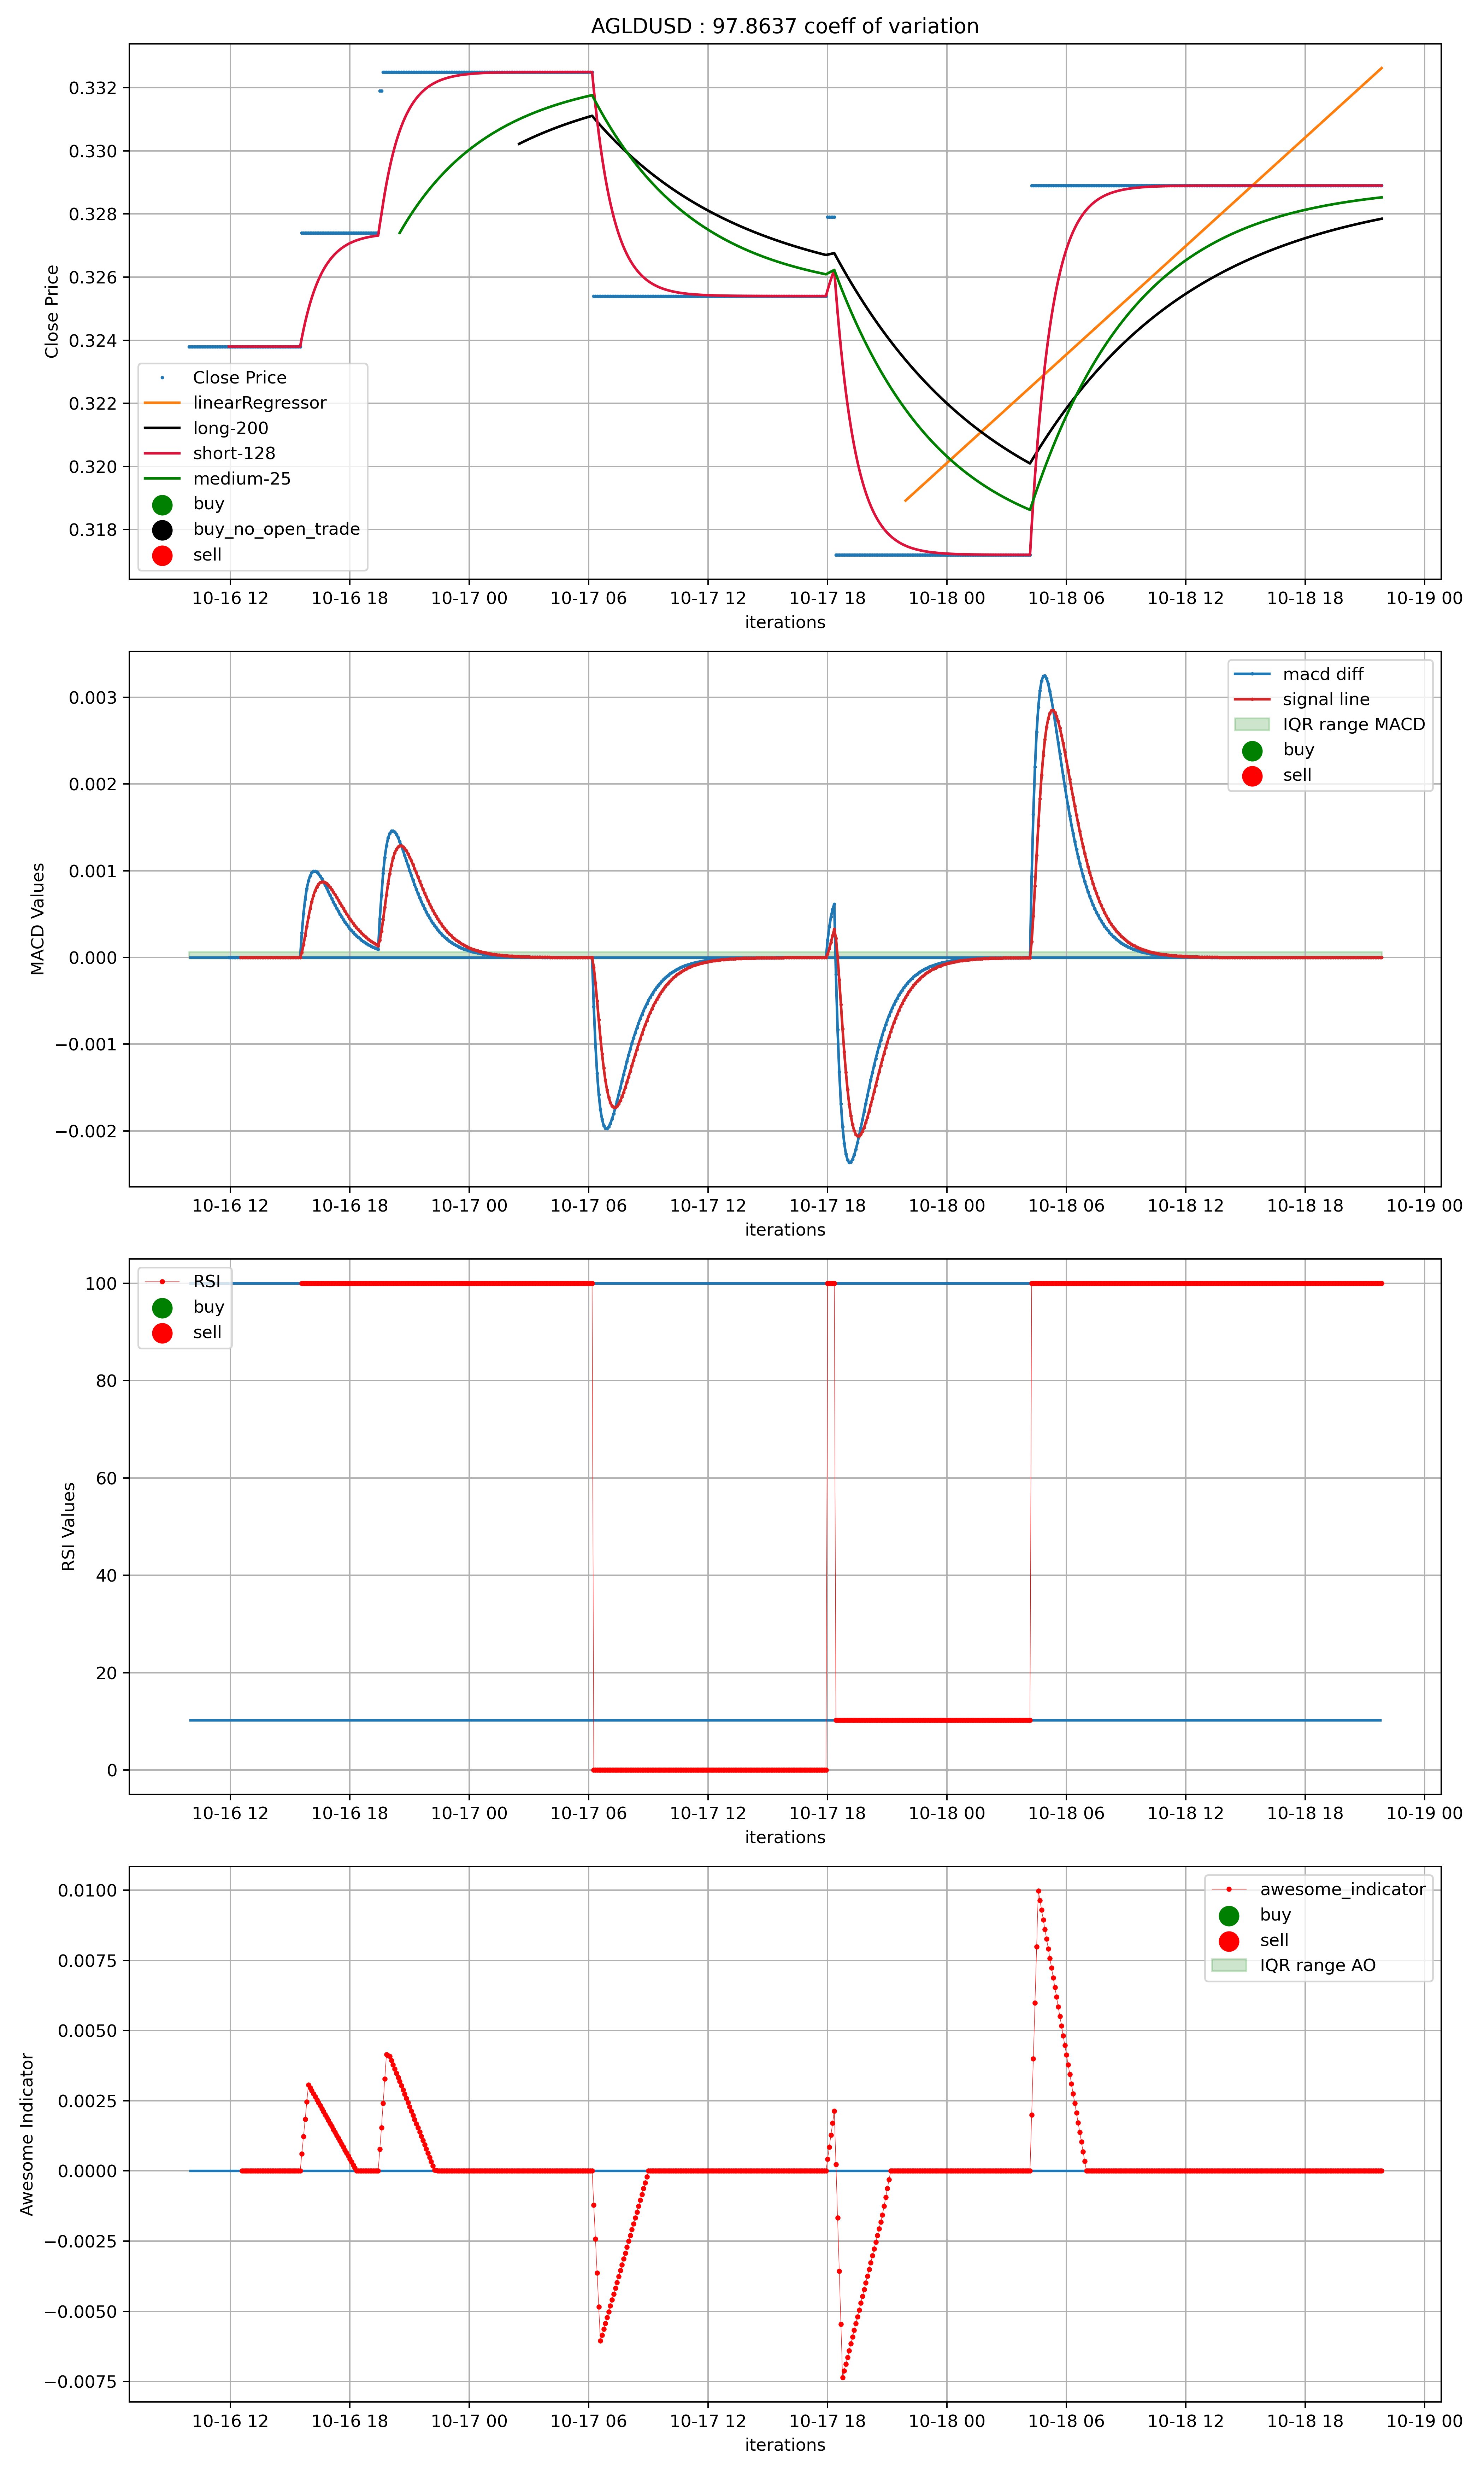 AGLDUSD : 97.8637 coeff of variation
0.332
0.330
0.328
0.326
0.324
0.322
0.320
0.318
Close Price
Close Price
linearRegressor
long-200
short-128
medium-25
buy
buy_no_open_trade
sell
10-16 12 10-16 18 10-17 00 10-17 06 10-17 12 10-17 18 10-18 00 10-18 06 10-18 12 10-18 18 10-19 00
iterations
macd diff
signal line
IQR range MACD
buy
sell
0.003
0.002
0.001
0.000
−0.001
−0.002
MACD Values
10-16 12 10-16 18 10-17 00 10-17 06 10-17 12 10-17 18 10-18 00 10-18 06 10-18 12 10-18 18 10-19 00
iterations
RSI
buy
sell
100
80
60
40
20
0
RSI Values
10-16 12 10-16 18 10-17 00 10-17 06 10-17 12 10-17 18 10-18 00 10-18 06 10-18 12 10-18 18 10-19 00
iterations
awesome_indicator
buy
sell
IQR range AO
0.0100
0.0075
0.0050
0.0025
0.0000
−0.0025
−0.0050
−0.0075
Awesome Indicator
10-16 12 10-16 18 10-17 00 10-17 06 10-17 12 10-17 18 10-18 00 10-18 06 10-18 12 10-18 18 10-19 00
iterations